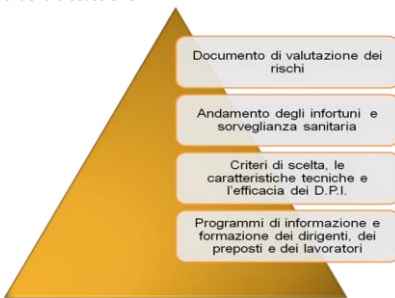 Documento di valutazione dei
rischi
Andamento degli infortuni e
sorveglianza sanitaria
Criteri di scelta, le
caratteristiche tecniche e
l'efficacia dei D.P.I.
Programmi di informazione e
formazione dei dirigenti, dei
preposti e dei lavoratori